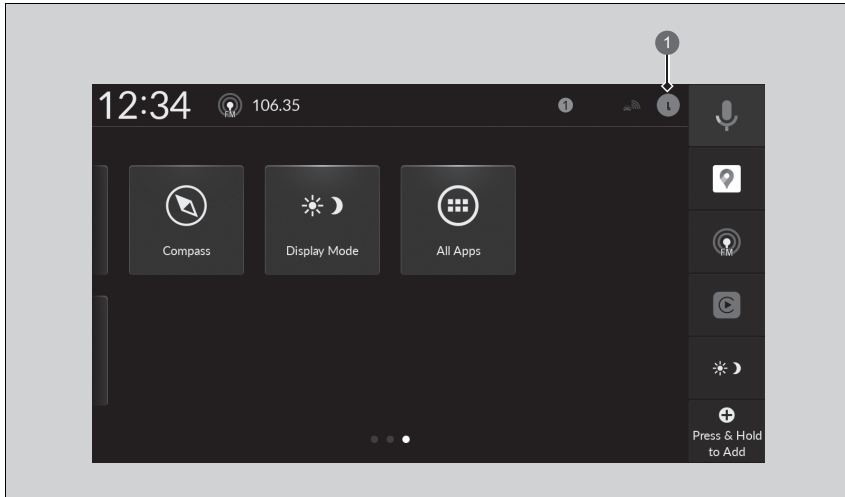 1
12:34 FM 106.35 1 L
Compass Display Mode All Apps
FM
Press & Hold
to Add